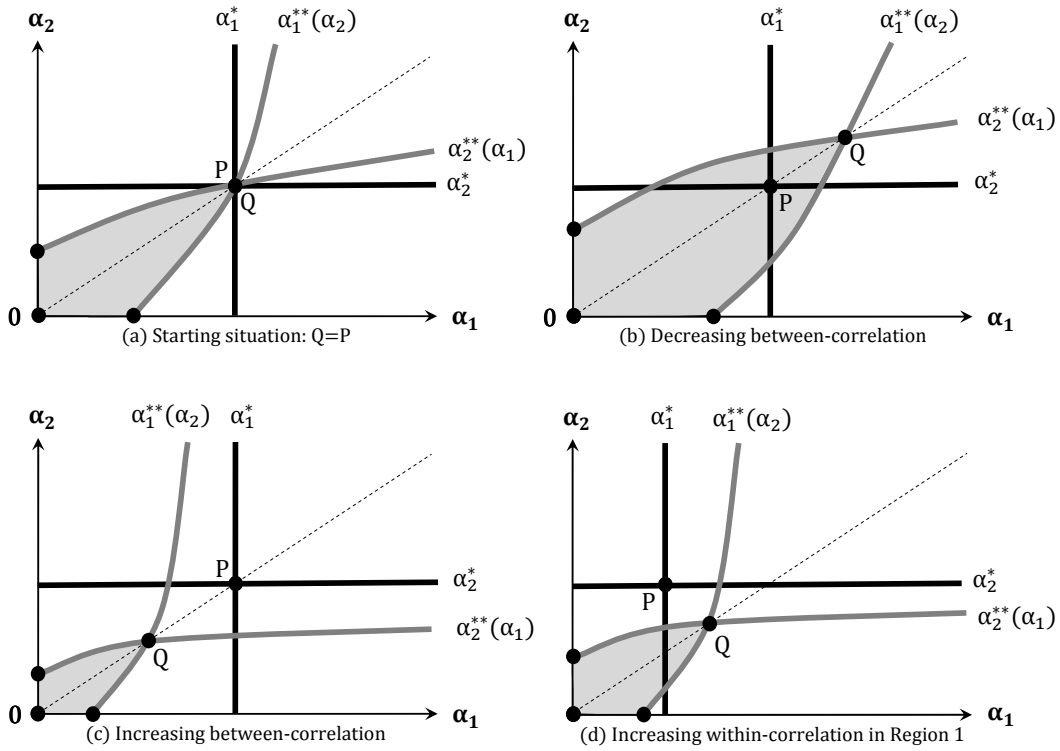 α₂ α₁* α₁**(α₂)
α₂**(α₁)
P
α₂*
Q
0 α₁
(a) Starting situation: Q=P
α₂ α₁* α₁**(α₂)
α₂**(α₁)
Q
α₂*
P
0 α₁
(b) Decreasing between-correlation
α₂ α₁**(α₂) α₁*
P
α₂*
α₂**(α₁)
Q
0 α₁
(c) Increasing between-correlation
α₂ α₁* α₁**(α₂)
α₂*
P
α₂**(α₁)
Q
0 α₁
(d) Increasing within-correlation in Region 1